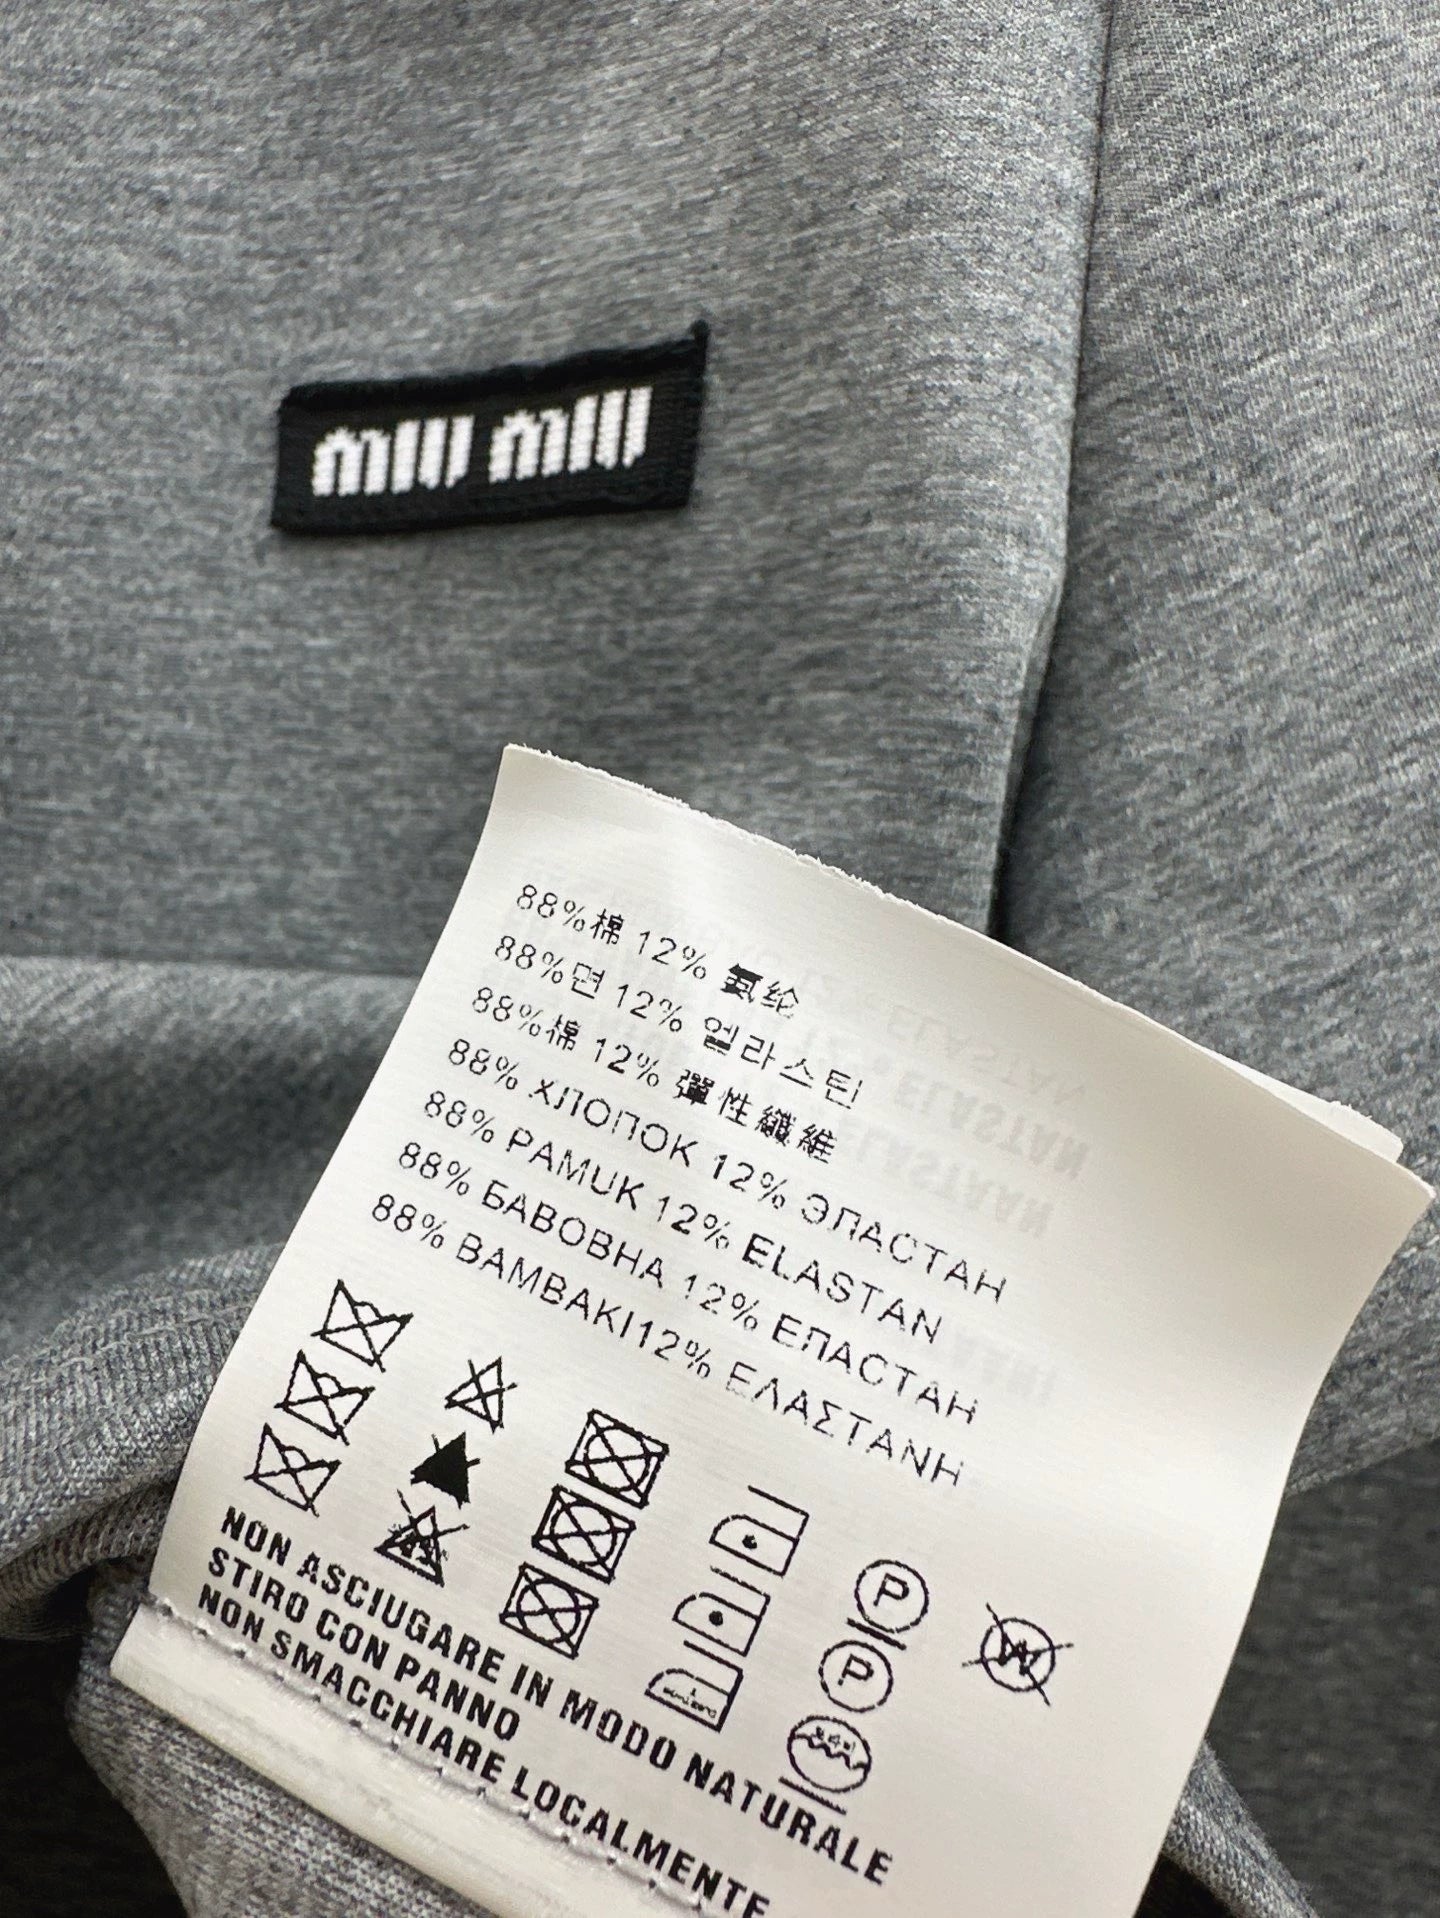 miu miu
88%棉 12% 氨纶
88%면 12% 엘라스틴
88%棉 12% 彈性纖維
88% ХЛОПОК 12% ЭЛАСТАН
88% PAMUK 12% ELASTAN
88% БАВОВНА 12% ЕПАСТАН
88% BAMBAKI12% ΕΛΑΣΤΑΝΗ
P
P
W
NON ASCIUGARE IN MODO NATURALE
STIRO CON PANNO
NON SMACCHIARE LOCALMENTE